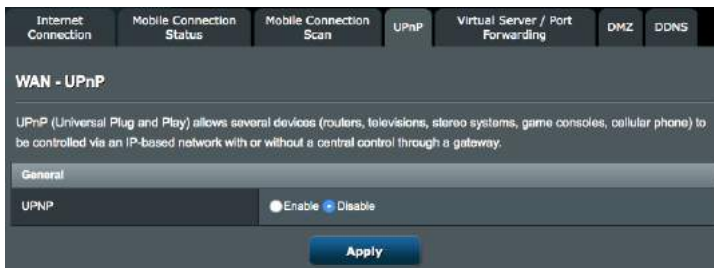 Internet Connection
Mobile Connection Status
Mobile Connection Scan
UPnP
Virtual Server / Port Forwarding
DMZ
DDNS
WAN - UPnP
UPnP (Universal Plug and Play) allows several devices (routers, televisions, stereo systems, game consoles, cellular phone) to
be controlled via an IP-based network with or without a central control through a gateway.
General
UPNP
Enable Disable
Apply